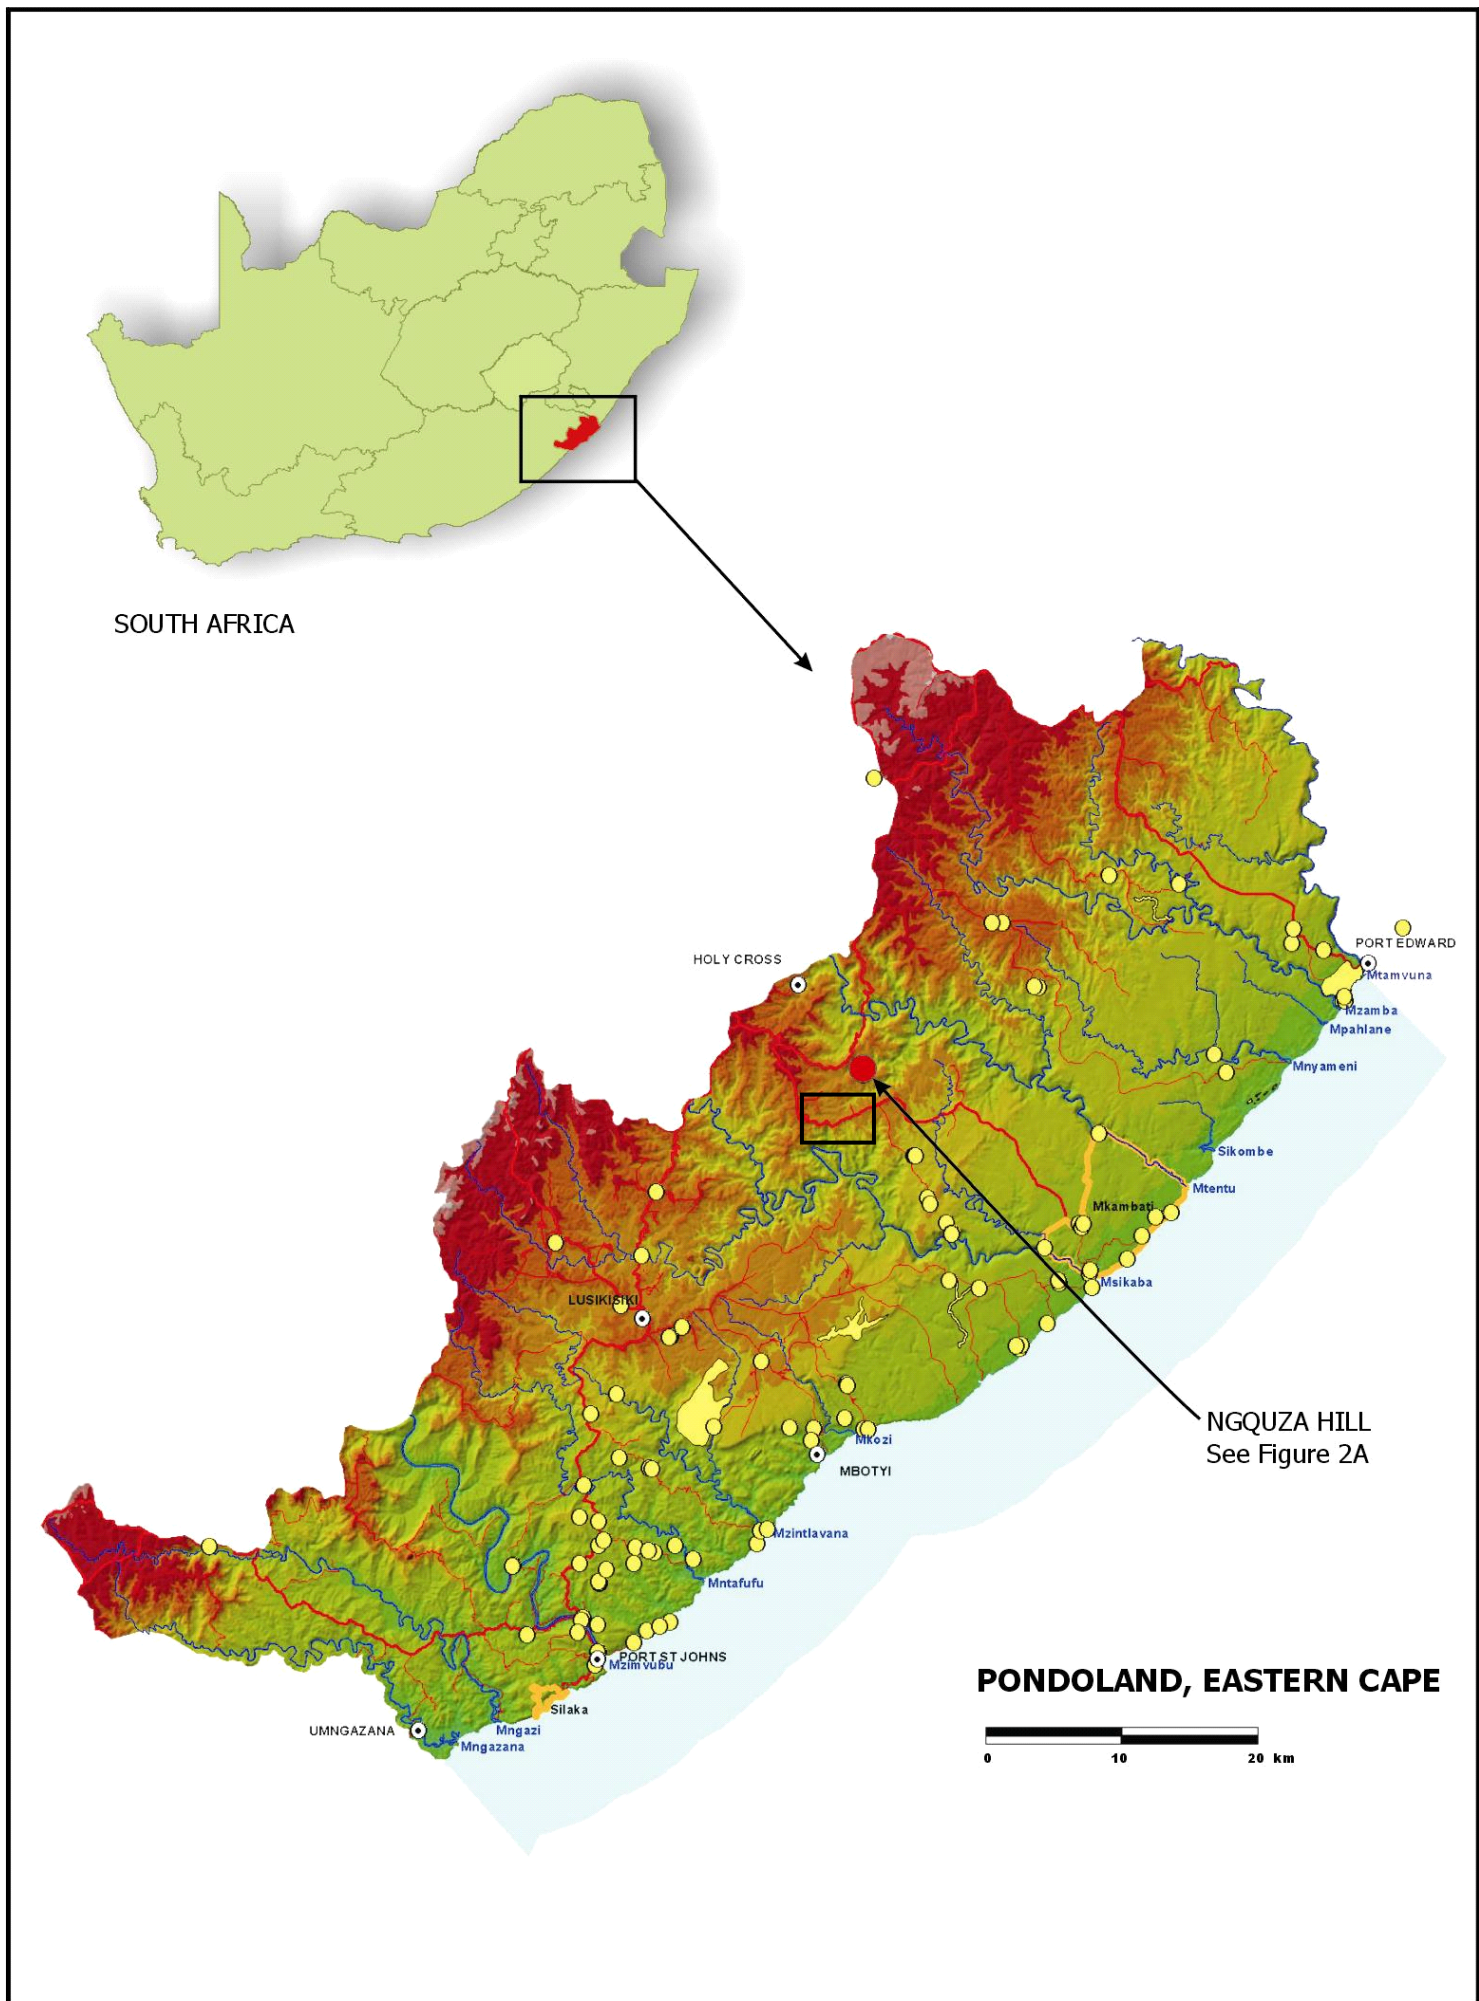 SOUTH AFRICA
HOLY CROSS
PORT EDWARD
Mtamvuna
Mzamba
Mpahlane
Mnyameni
Sikombe
Mtentu
Mkambati
Msikaba
LUSIKISIKI
NGQUZA HILL
See Figure 2A
Mkozi
MBOTYI
Mzintlavana
Mntafufu
PORT ST JOHNS
Mzimvubu
PONDOLAND, EASTERN CAPE
Silaka
UMNGAZANA
Mngazi
Mngazana
0 10 20 km